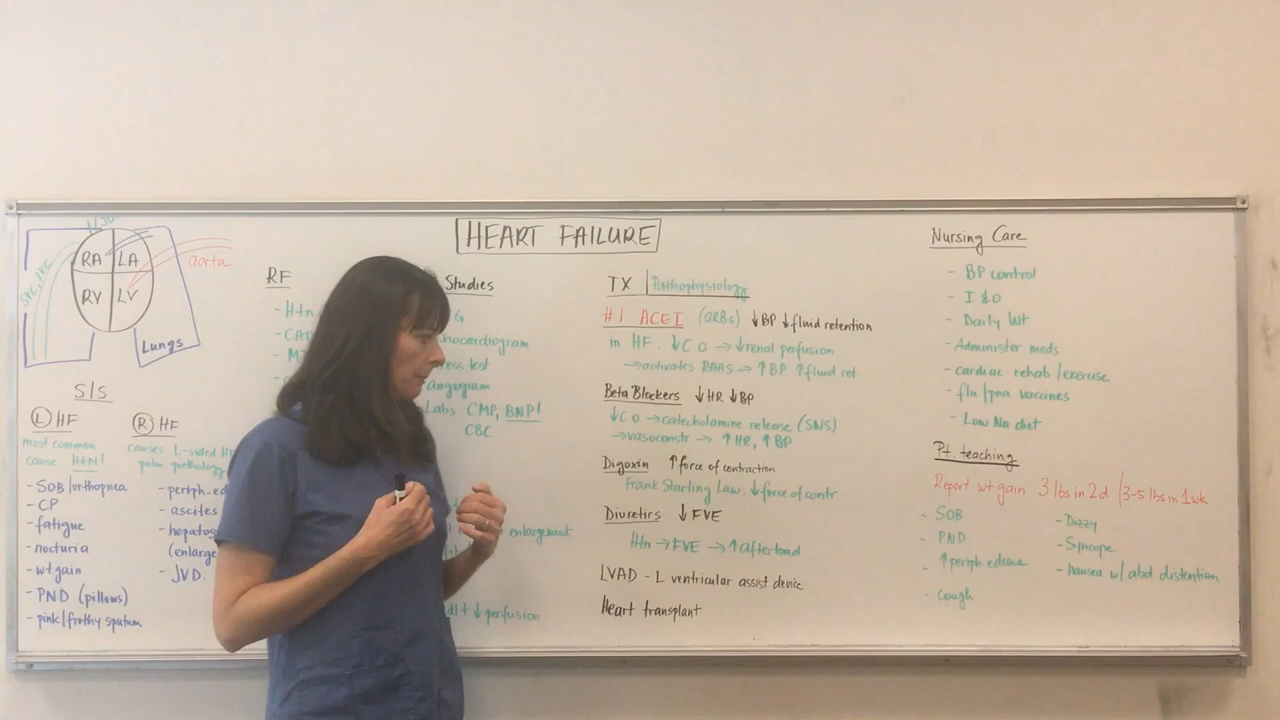 HEART FAILURE
RA LA
RV LV
aorta
SVC, IVC
Lungs
S/S
(L) HF
most common
cause. Htn!
- SOB/orthopnea
- CP
- fatigue
- nocturia
- wt gain
- PND (pillows)
- pink/frothy sputum
(R) HF
causes L-sided HF
pulm pathology
- periph-ed
- ascites
- hepatos
(enlarge
- JVD.
RF
- Htn
- CAD
- MI
Studies
G
hocardiogram
ess test
angiogram
Labs CMP, BNP!
CBC
enlargement
↓ perfusion
TX | Pathophysiology
#1 ACEI (ARBs) ↓BP ↓fluid retention
in HF: ↓CO → ↓renal perfusion
→activates RAAS → ↑BP ↑fluid ret
Beta Blockers ↓HR ↓BP
↓CO →catecholamine release (SNS)
→vasoconstr → ↑HR, ↑BP
Digoxin ↑force of contraction
Frank Starling Law. ↓force of contr.
Diuretics ↓FVE
Htn →FVE → ↑afterload
LVAD - L ventricular assist device
Heart transplant
Nursing Care
- BP control
- I & O
- Daily Wt
- Administer meds
- cardiac rehab/exercise
- flu/pna vaccines
- Low Na diet
Pt. teaching
Report wt gain 3 lbs in 2d /3-5 lbs in 1 wk
- SOB
- PND
- ↑periph edema
- cough
- Dizzy
- Syncope
- Nausea w/ abd distention